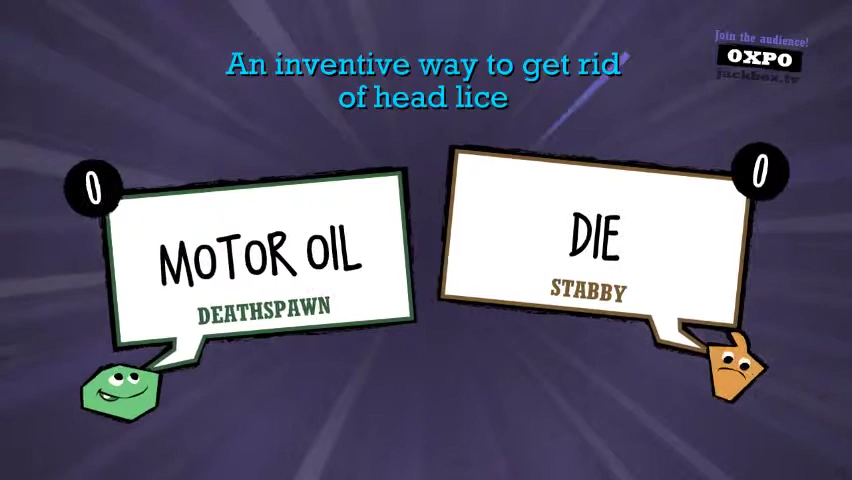 Join the audience!
OXPO
jackbox.tv
An inventive way to get rid
of head lice
0
0
MOTOR OIL
DEATHSPAWN
DIE
STABBY